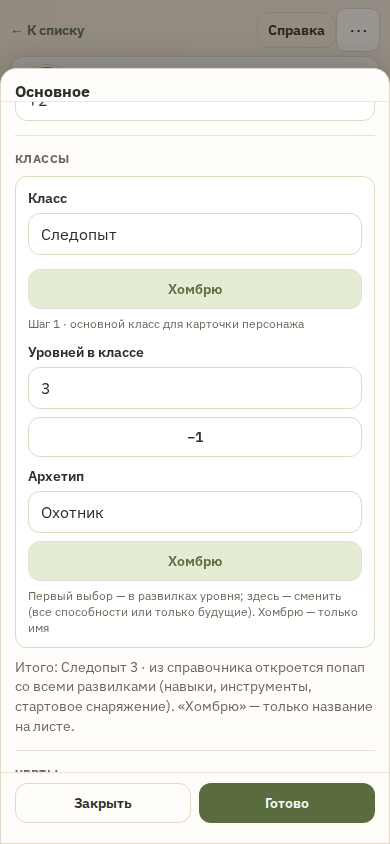 ← К списку
Справка
...
Основное
+2
КЛАССЫ
Класс
Следопыт
Хомбрю
Шаг 1 · основной класс для карточки персонажа
Уровней в классе
3
−1
Архетип
Охотник
Хомбрю
Первый выбор — в развилках уровня; здесь — сменить
(все способности или только будущие). Хомбрю — только
имя
Итого: Следопыт 3 · из справочника откроется попап
со всеми развилками (навыки, инструменты,
стартовое снаряжение). «Хомбрю» — только название
на листе.
Закрыть
Готово